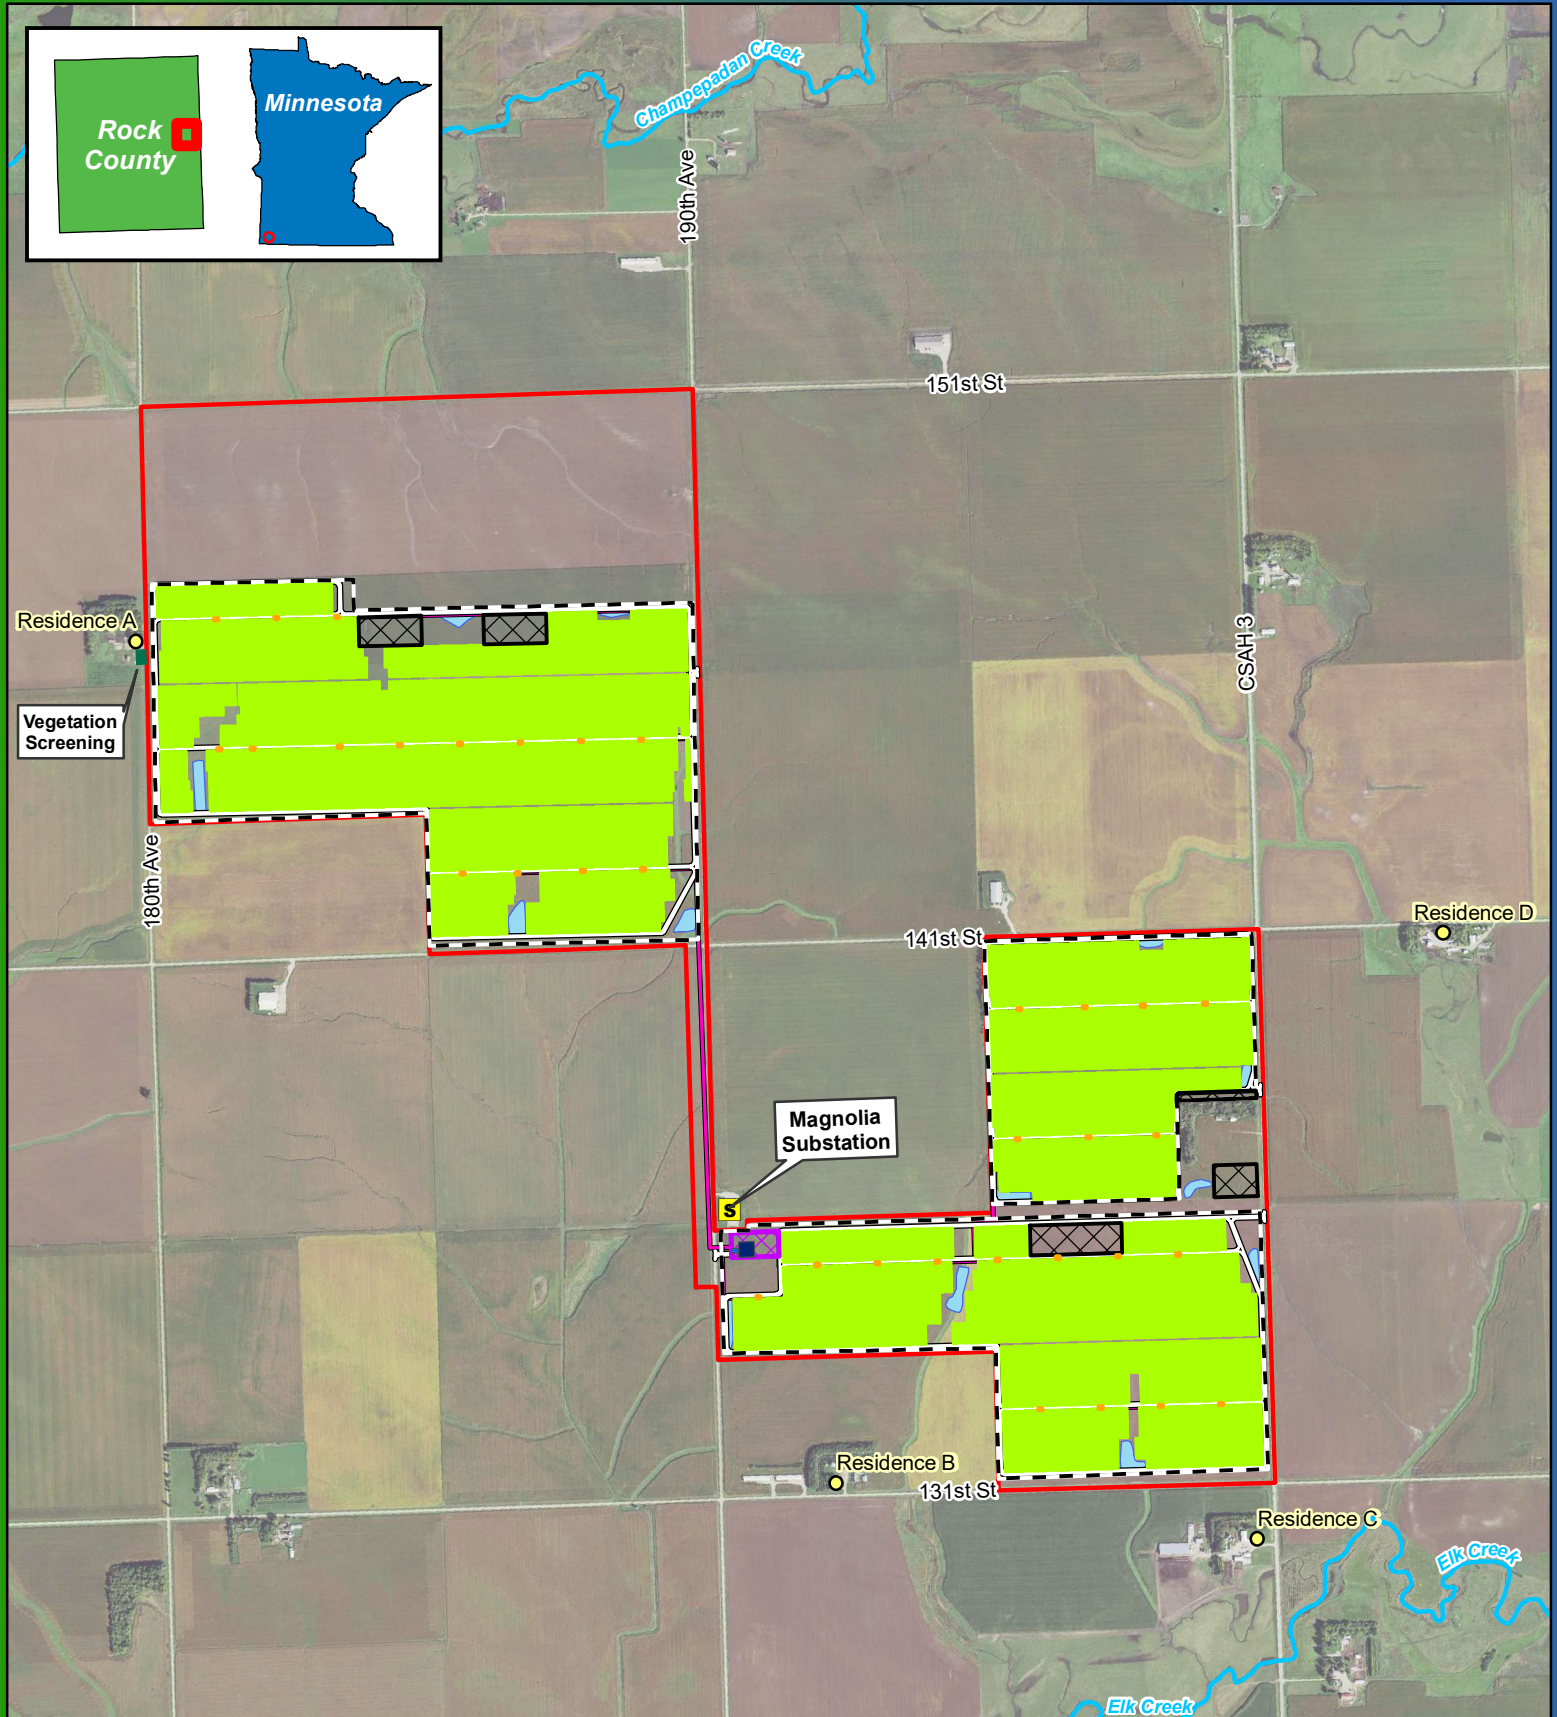 Rock
County
Minnesota
Champepadan Creek
190th Ave
151st St
CSAH 3
Residence A
Vegetation
Screening
180th Ave
141st St
Residence D
Magnolia
Substation
S
Residence B
131st St
Residence C
Elk Creek
Elk Creek